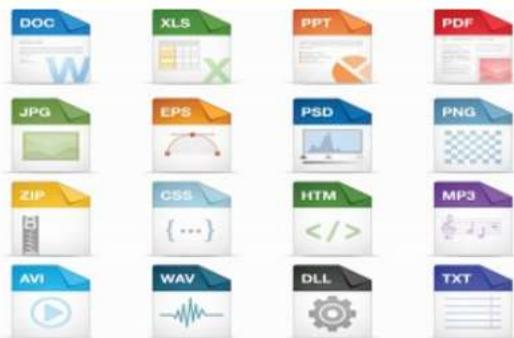 DOC XLS PPT PDF
JPG EPS PSD PNG
ZIP CSS HTM MP3
AVI WAV DLL TXT